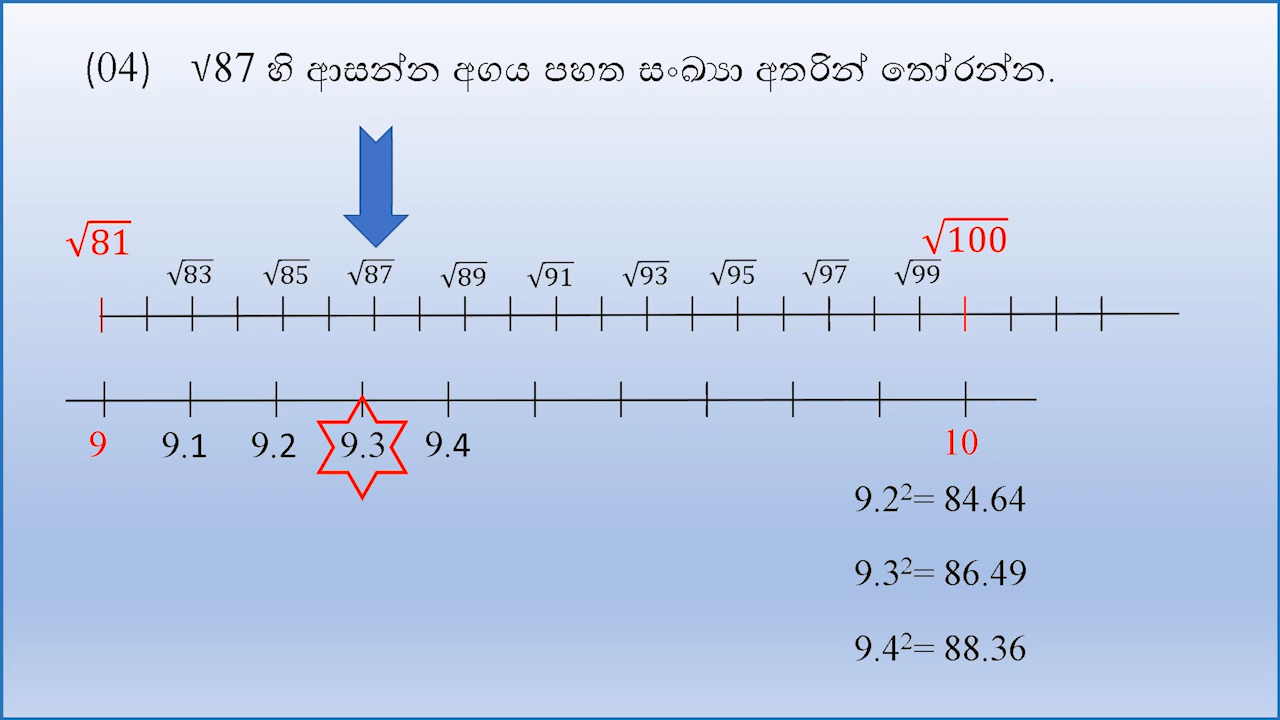 (04) √87 හි ආසන්න අගය පහත සංඛ්‍යා අතරින් තෝරන්න.
√81 √100
√83 √85 √87 √89 √91 √93 √95 √97 √99
9 9.1 9.2 9.3 9.4 10
9.2²= 84.64
9.3²= 86.49
9.4²= 88.36